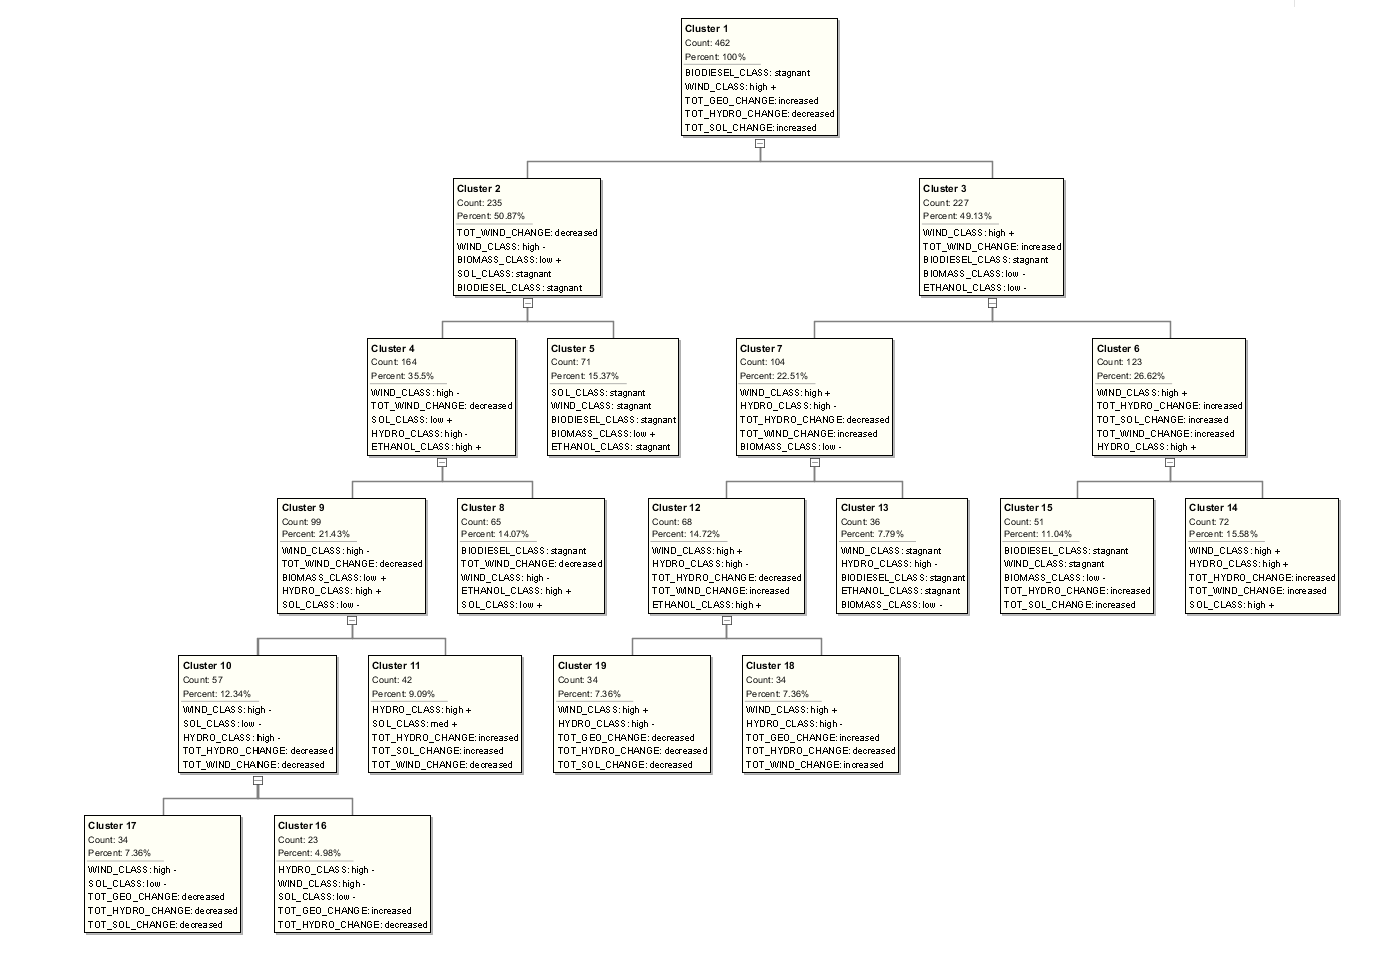 Cluster 1
Count: 462
Percent: 100%
BIODIESEL_CLASS: stagnant
WIND_CLASS: high +
TOT_GEO_CHANGE: increased
TOT_HYDRO_CHANGE: decreased
TOT_SOL_CHANGE: increased
Cluster 2
Count: 235
Percent: 50.87%
TOT_WIND_CHANGE: decreased
WIND_CLASS: high -
BIOMASS_CLASS: low +
SOL_CLASS: stagnant
BIODIESEL_CLASS: stagnant
Cluster 3
Count: 227
Percent: 49.13%
WIND_CLASS: high +
TOT_WIND_CHANGE: increased
BIODIESEL_CLASS: stagnant
BIOMASS_CLASS: low -
ETHANOL_CLASS: low -
Cluster 4
Count: 164
Percent: 35.5%
WIND_CLASS: high -
TOT_WIND_CHANGE: decreased
SOL_CLASS: low +
HYDRO_CLASS: high -
ETHANOL_CLASS: high +
Cluster 5
Count: 71
Percent: 15.37%
SOL_CLASS: stagnant
WIND_CLASS: stagnant
BIODIESEL_CLASS: stagnant
BIOMASS_CLASS: low +
ETHANOL_CLASS: stagnant
Cluster 7
Count: 104
Percent: 22.51%
WIND_CLASS: high +
HYDRO_CLASS: high -
TOT_HYDRO_CHANGE: decreased
TOT_WIND_CHANGE: increased
BIOMASS_CLASS: low -
Cluster 6
Count: 123
Percent: 26.62%
WIND_CLASS: high +
TOT_HYDRO_CHANGE: increased
TOT_SOL_CHANGE: increased
TOT_WIND_CHANGE: increased
HYDRO_CLASS: high +
Cluster 9
Count: 99
Percent: 21.43%
WIND_CLASS: high -
TOT_WIND_CHANGE: decreased
BIOMASS_CLASS: low +
HYDRO_CLASS: high +
SOL_CLASS: low -
Cluster 8
Count: 65
Percent: 14.07%
BIODIESEL_CLASS: stagnant
TOT_WIND_CHANGE: decreased
WIND_CLASS: high -
ETHANOL_CLASS: high +
SOL_CLASS: low +
Cluster 12
Count: 68
Percent: 14.72%
WIND_CLASS: high +
HYDRO_CLASS: high -
TOT_HYDRO_CHANGE: decreased
TOT_WIND_CHANGE: increased
ETHANOL_CLASS: high +
Cluster 13
Count: 36
Percent: 7.79%
WIND_CLASS: stagnant
HYDRO_CLASS: high -
BIODIESEL_CLASS: stagnant
ETHANOL_CLASS: stagnant
BIOMASS_CLASS: low -
Cluster 15
Count: 51
Percent: 11.04%
BIODIESEL_CLASS: stagnant
WIND_CLASS: stagnant
BIOMASS_CLASS: low -
TOT_HYDRO_CHANGE: increased
TOT_SOL_CHANGE: increased
Cluster 14
Count: 72
Percent: 15.58%
WIND_CLASS: high +
HYDRO_CLASS: high +
TOT_HYDRO_CHANGE: increased
TOT_WIND_CHANGE: increased
SOL_CLASS: high +
Cluster 10
Count: 57
Percent: 12.34%
WIND_CLASS: high -
SOL_CLASS: low -
HYDRO_CLASS: high -
TOT_HYDRO_CHANGE: decreased
TOT_WIND_CHANGE: decreased
Cluster 11
Count: 42
Percent: 9.09%
HYDRO_CLASS: high +
SOL_CLASS: med +
TOT_HYDRO_CHANGE: increased
TOT_SOL_CHANGE: increased
TOT_WIND_CHANGE: decreased
Cluster 19
Count: 34
Percent: 7.36%
WIND_CLASS: high +
HYDRO_CLASS: high -
TOT_GEO_CHANGE: decreased
TOT_HYDRO_CHANGE: decreased
TOT_SOL_CHANGE: decreased
Cluster 18
Count: 34
Percent: 7.36%
WIND_CLASS: high +
HYDRO_CLASS: high -
TOT_GEO_CHANGE: increased
TOT_HYDRO_CHANGE: decreased
TOT_WIND_CHANGE: increased
Cluster 17
Count: 34
Percent: 7.36%
WIND_CLASS: high -
SOL_CLASS: low -
TOT_GEO_CHANGE: decreased
TOT_HYDRO_CHANGE: decreased
TOT_SOL_CHANGE: decreased
Cluster 16
Count: 23
Percent: 4.98%
HYDRO_CLASS: high -
WIND_CLASS: high -
SOL_CLASS: low -
TOT_GEO_CHANGE: increased
TOT_HYDRO_CHANGE: decreased